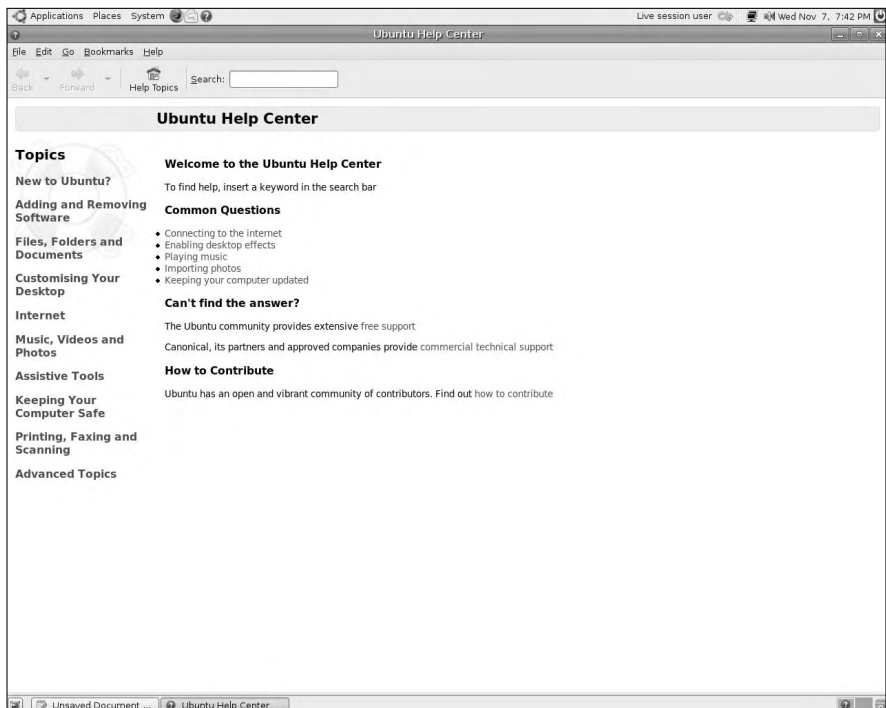 Applications Places System
Live session user Wed Nov 7, 7:42 PM
Ubuntu Help Center
File Edit Go Bookmarks Help
Back Forward Help Topics Search:
Ubuntu Help Center
Topics
New to Ubuntu?
Adding and Removing
Software
Files, Folders and
Documents
Customising Your
Desktop
Internet
Music, Videos and
Photos
Assistive Tools
Keeping Your
Computer Safe
Printing, Faxing and
Scanning
Advanced Topics
Welcome to the Ubuntu Help Center
To find help, insert a keyword in the search bar
Common Questions
Connecting to the internet
Enabling desktop effects
Playing music
Importing photos
Keeping your computer updated
Can't find the answer?
The Ubuntu community provides extensive free support
Canonical, its partners and approved companies provide commercial technical support
How to Contribute
Ubuntu has an open and vibrant community of contributors. Find out how to contribute
Unsaved Document ... Ubuntu Help Center